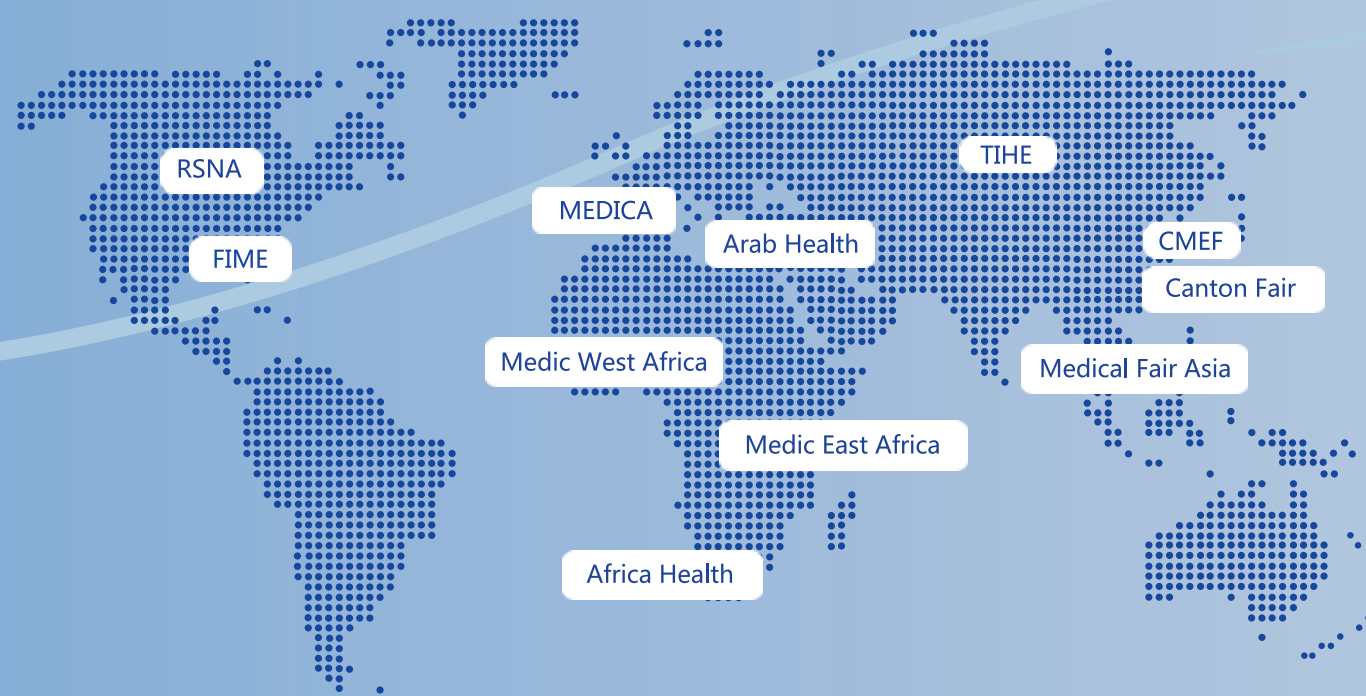 TIHE
RSNA
MEDICA
Arab Health
CMEF
FIME
Canton Fair
Medic West Africa
Medical Fair Asia
Medic East Africa
Africa Health